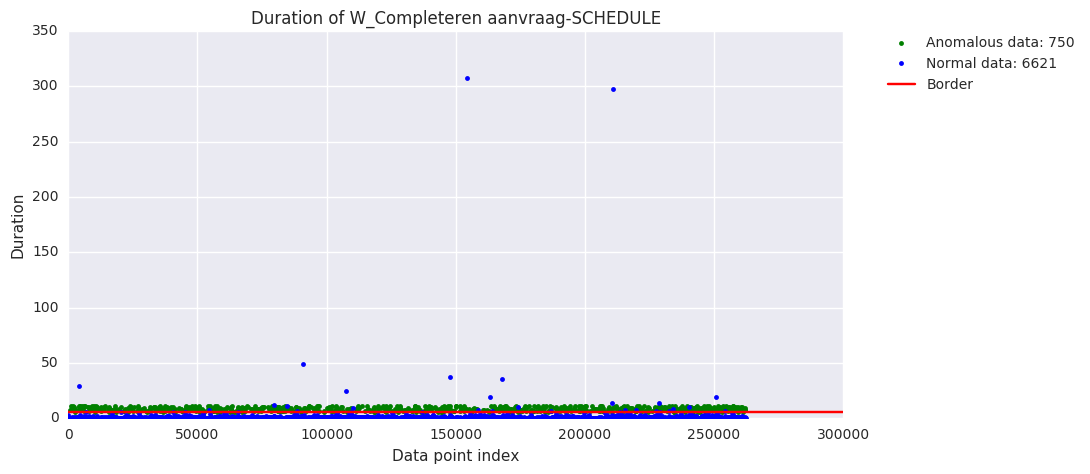 Duration of W_Completeren aanvraag-SCHEDULE
Anomalous data: 750
Normal data: 6621
Border
350
300
250
200
150
100
50
0
Duration
0 50000 100000 150000 200000 250000 300000
Data point index